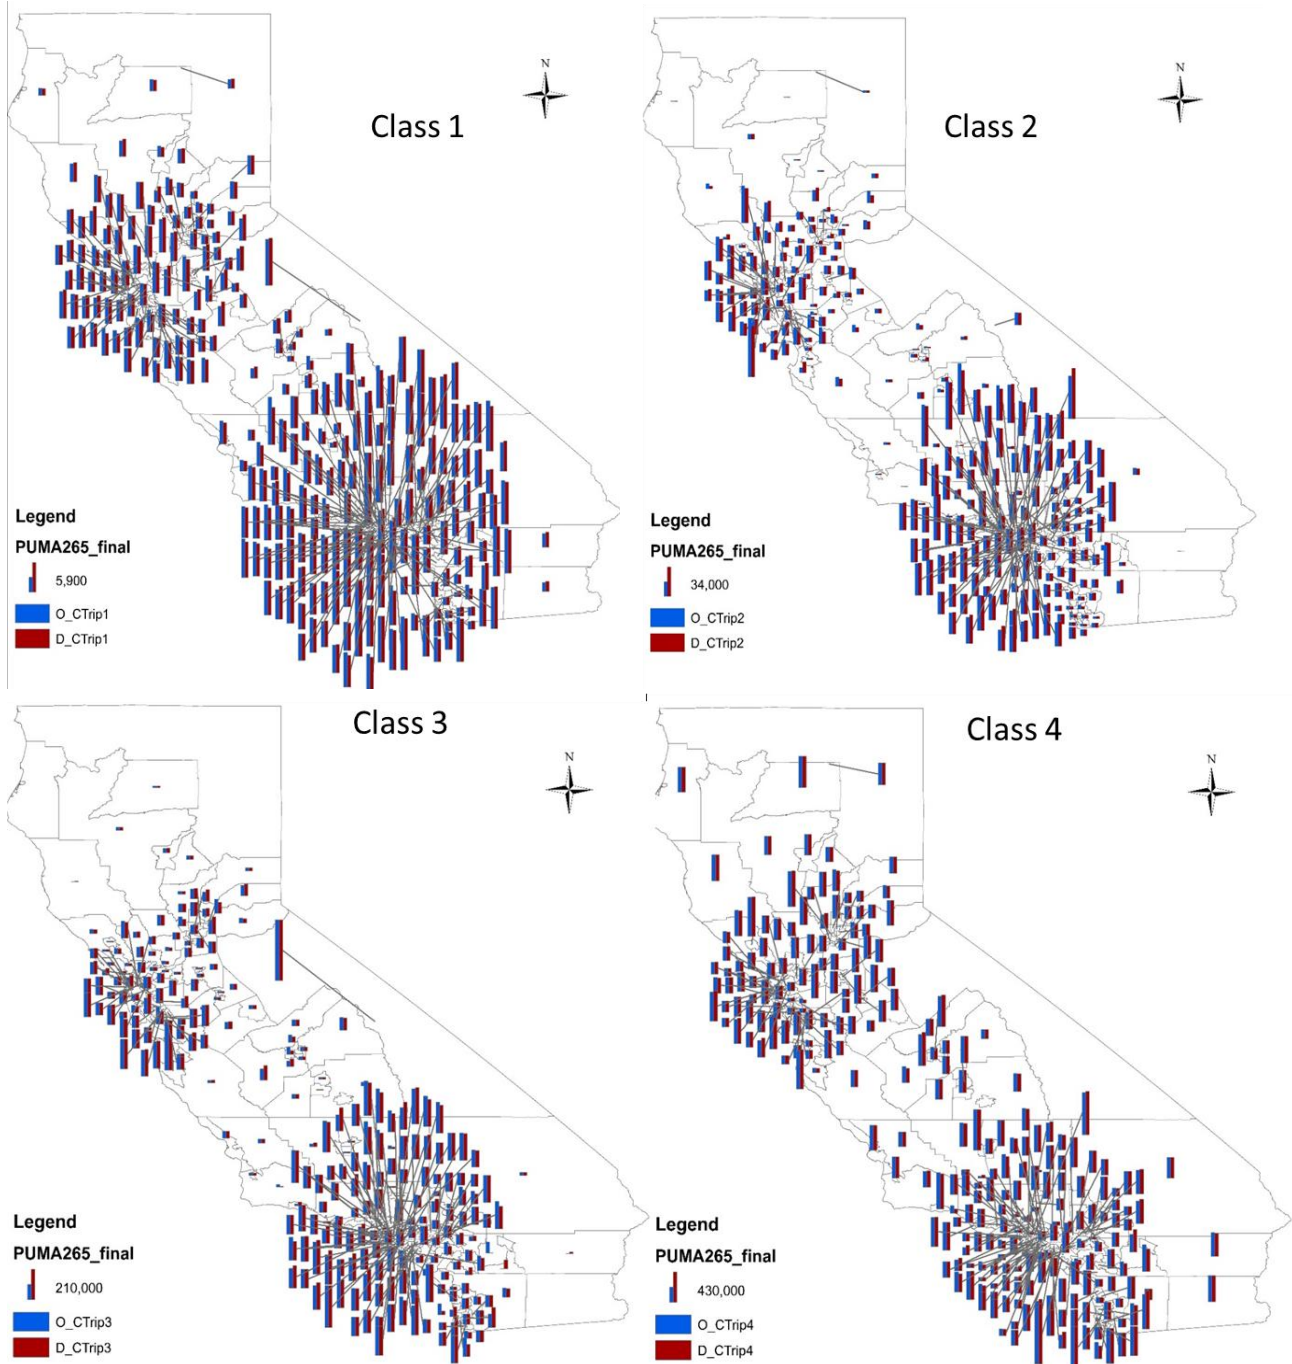 N
Class 1
Legend
PUMA265_final
5,900
O_CTrip1
D_CTrip1
N
Class 2
Legend
PUMA265_final
34,000
O_CTrip2
D_CTrip2
Class 3
N
Legend
PUMA265_final
210,000
O_CTrip3
D_CTrip3
Class 4
N
Legend
PUMA265_final
430,000
O_CTrip4
D_CTrip4